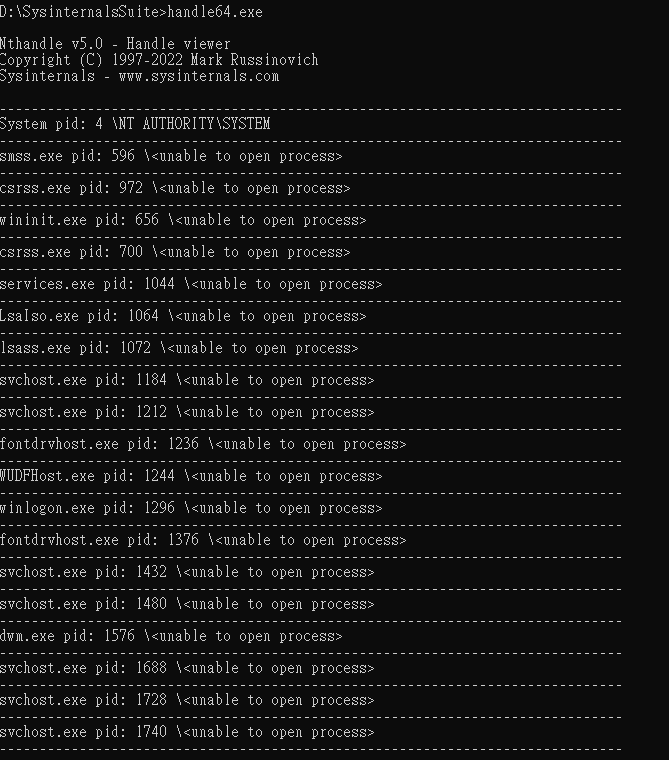 D:\SysinternalsSuite>handle64.exe
Nthandle v5.0 - Handle viewer
Copyright (C) 1997-2022 Mark Russinovich
Sysinternals - www.sysinternals.com
------------------------------------------------------------------------------
System pid: 4 \NT AUTHORITY\SYSTEM
------------------------------------------------------------------------------
smss.exe pid: 596 \<unable to open process>
------------------------------------------------------------------------------
csrss.exe pid: 972 \<unable to open process>
------------------------------------------------------------------------------
wininit.exe pid: 656 \<unable to open process>
------------------------------------------------------------------------------
csrss.exe pid: 700 \<unable to open process>
------------------------------------------------------------------------------
services.exe pid: 1044 \<unable to open process>
------------------------------------------------------------------------------
LsaIso.exe pid: 1064 \<unable to open process>
------------------------------------------------------------------------------
lsass.exe pid: 1072 \<unable to open process>
------------------------------------------------------------------------------
svchost.exe pid: 1184 \<unable to open process>
------------------------------------------------------------------------------
svchost.exe pid: 1212 \<unable to open process>
------------------------------------------------------------------------------
fontdrvhost.exe pid: 1236 \<unable to open process>
------------------------------------------------------------------------------
WUDFHost.exe pid: 1244 \<unable to open process>
------------------------------------------------------------------------------
winlogon.exe pid: 1296 \<unable to open process>
------------------------------------------------------------------------------
fontdrvhost.exe pid: 1376 \<unable to open process>
------------------------------------------------------------------------------
svchost.exe pid: 1432 \<unable to open process>
------------------------------------------------------------------------------
svchost.exe pid: 1480 \<unable to open process>
------------------------------------------------------------------------------
dwm.exe pid: 1576 \<unable to open process>
------------------------------------------------------------------------------
svchost.exe pid: 1688 \<unable to open process>
------------------------------------------------------------------------------
svchost.exe pid: 1728 \<unable to open process>
------------------------------------------------------------------------------
svchost.exe pid: 1740 \<unable to open process>
------------------------------------------------------------------------------